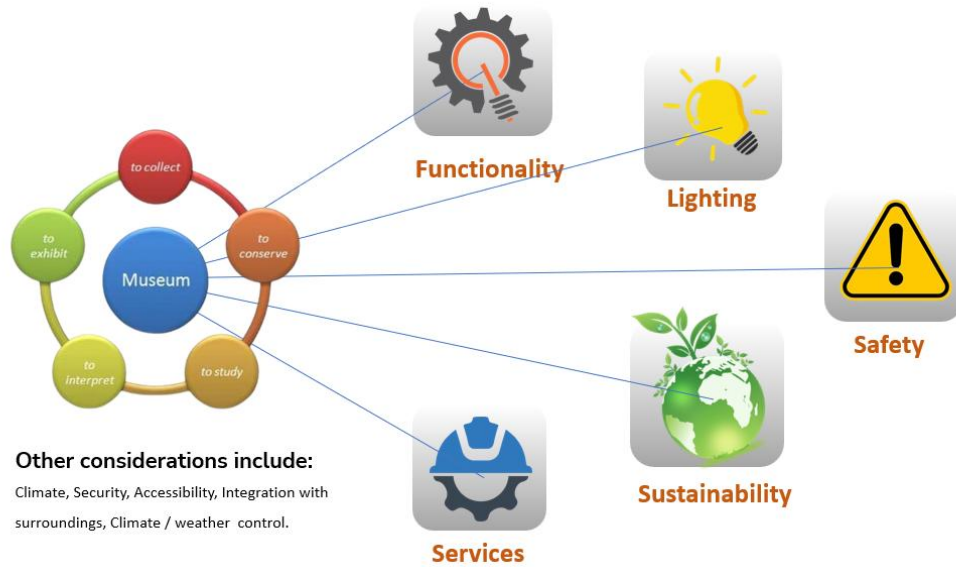 to collect
to
exhibit
to
conserve
Museum
to
interpret
to study
Functionality
Lighting
Safety
Sustainability
Services
Other considerations include:
Climate, Security, Accessibility, Integration with
surroundings, Climate / weather control.